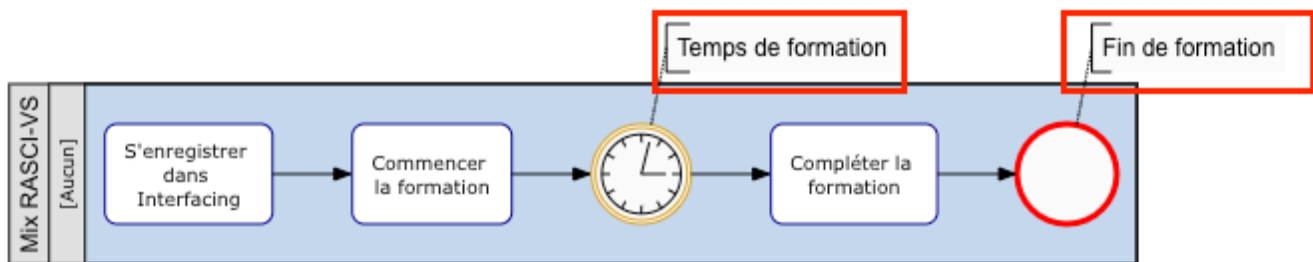 Temps de formation
Fin de formation
Mix RASCI-VS
[Aucun]
S'enregistrer
dans
Interfacing
Commencer
la formation
Compléter la
formation